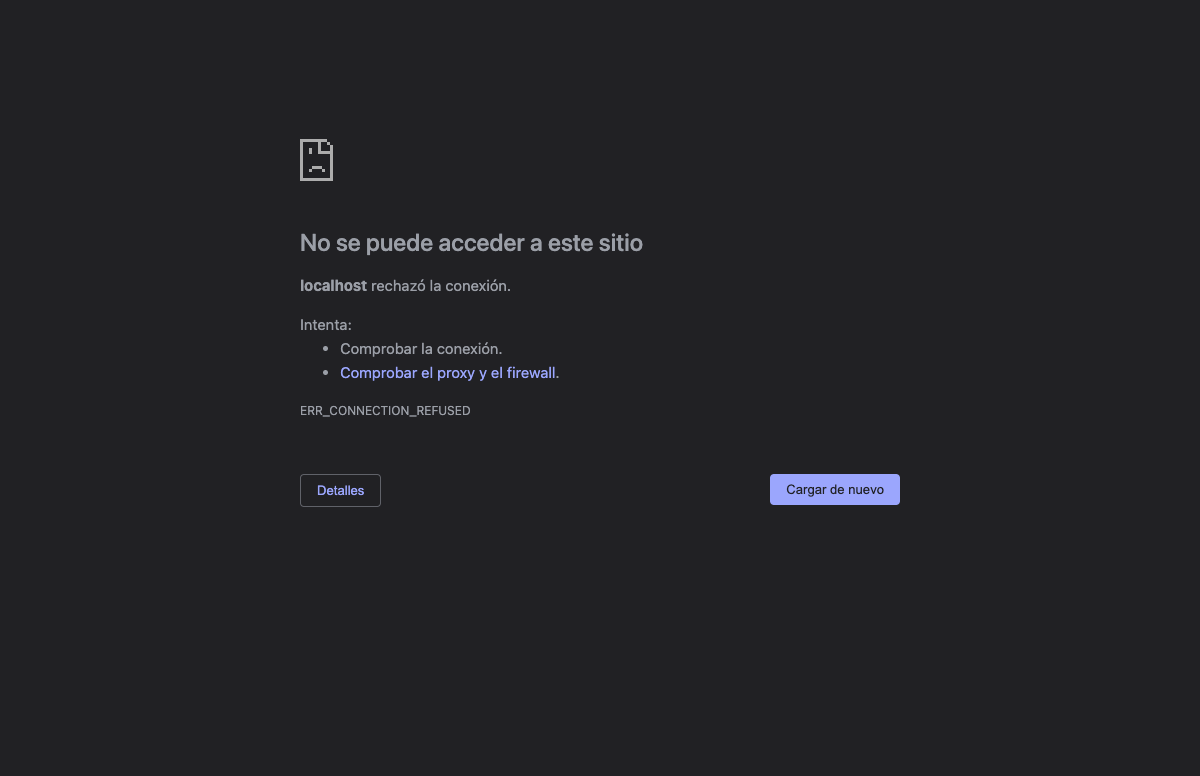 No se puede acceder a este sitio
localhost rechazó la conexión.
Intenta:
Comprobar la conexión.
Comprobar el proxy y el firewall.
ERR_CONNECTION_REFUSED
Detalles
Cargar de nuevo